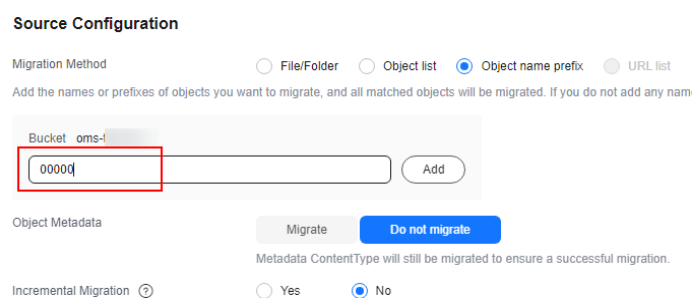 Source Configuration
Migration Method File/Folder Object list Object name prefix URL list
Add the names or prefixes of objects you want to migrate, and all matched objects will be migrated. If you do not add any name
Bucket oms-
00000 Add
Object Metadata Migrate Do not migrate
Metadata ContentType will still be migrated to ensure a successful migration.
Incremental Migration ? Yes No